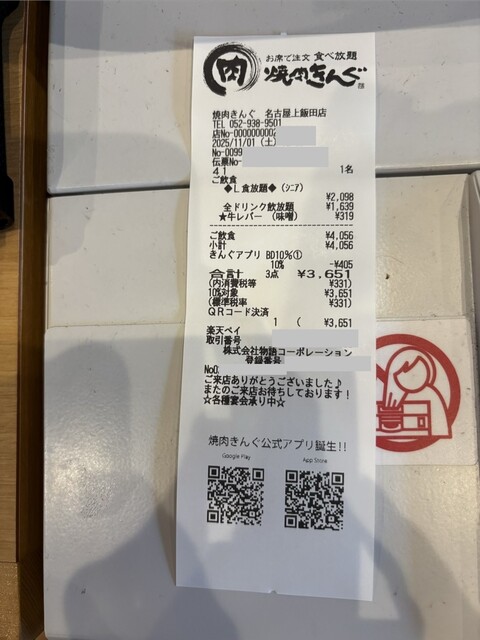 肉
お席で注文 食べ放題
焼肉きんぐ
焼肉きんぐ 名古屋上飯田店
TEL 052-938-9501
店No-000000000
2025/11/01 (土)
No-0099
伝票No-
41 1名
ご飲食
◆L食放題◆ (シニア)
¥2,098
全ドリンク飲放題 ¥1,639
★牛レバー (味噌) ¥319
ご飲食 ¥4,056
小計 ¥4,056
きんぐアプリ BD10%①
10% -¥405
合計 3点 ¥3,651
(内消費税等 ¥331)
10%対象 ¥3,651
(標準税率 ¥331)
QRコード決済
1 ( ¥3,651
楽天ペイ
取引番号
株式会社物語コーポレーション
登録番号
No0:
ご来店ありがとうございました♪
またのご来店お待ちしております!
☆各種宴会承り中☆
焼肉きんぐ公式アプリ誕生!!
Google Play App Store